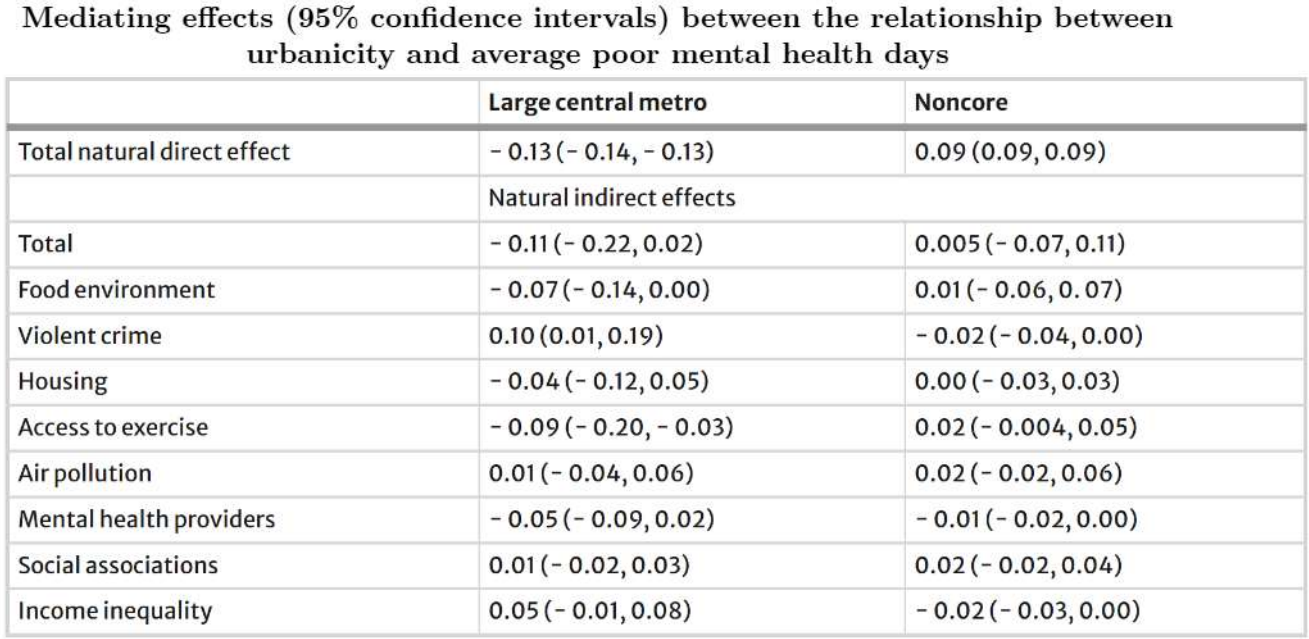 Mediating effects (95% confidence intervals) between the relationship between
urbanicity and average poor mental health days
Large central metro Noncore
Total natural direct effect − 0.13 (− 0.14, − 0.13) 0.09 (0.09, 0.09)
Natural indirect effects
Total − 0.11 (− 0.22, 0.02) 0.005 (− 0.07, 0.11)
Food environment − 0.07 (− 0.14, 0.00) 0.01 (− 0.06, 0. 07)
Violent crime 0.10 (0.01, 0.19) − 0.02 (− 0.04, 0.00)
Housing − 0.04 (− 0.12, 0.05) 0.00 (− 0.03, 0.03)
Access to exercise − 0.09 (− 0.20, − 0.03) 0.02 (− 0.004, 0.05)
Air pollution 0.01 (− 0.04, 0.06) 0.02 (− 0.02, 0.06)
Mental health providers − 0.05 (− 0.09, 0.02) − 0.01 (− 0.02, 0.00)
Social associations 0.01 (− 0.02, 0.03) 0.02 (− 0.02, 0.04)
Income inequality 0.05 (− 0.01, 0.08) − 0.02 (− 0.03, 0.00)